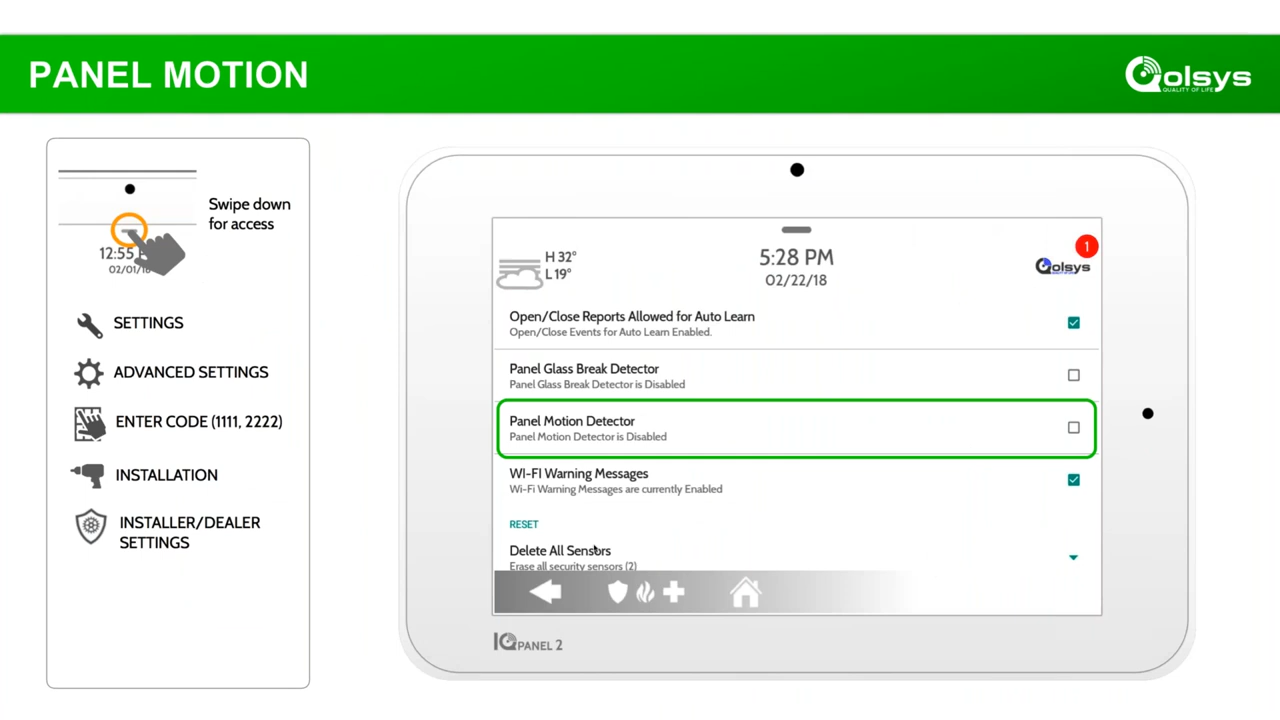 PANEL MOTION
Qolsys
QUALITY OF LIFE
Swipe down
for access
12:55
02/01/18
SETTINGS
ADVANCED SETTINGS
ENTER CODE (1111, 2222)
INSTALLATION
INSTALLER/DEALER
SETTINGS
H 32°
L 19°
5:28 PM
02/22/18
1
Qolsys
Open/Close Reports Allowed for Auto Learn
Open/Close Events for Auto Learn Enabled.
Panel Glass Break Detector
Panel Glass Break Detector is Disabled
Panel Motion Detector
Panel Motion Detector is Disabled
WI-FI Warning Messages
Wi-Fi Warning Messages are currently Enabled
RESET
Delete All Sensors
Erase all security sensors (2)
IQ PANEL 2